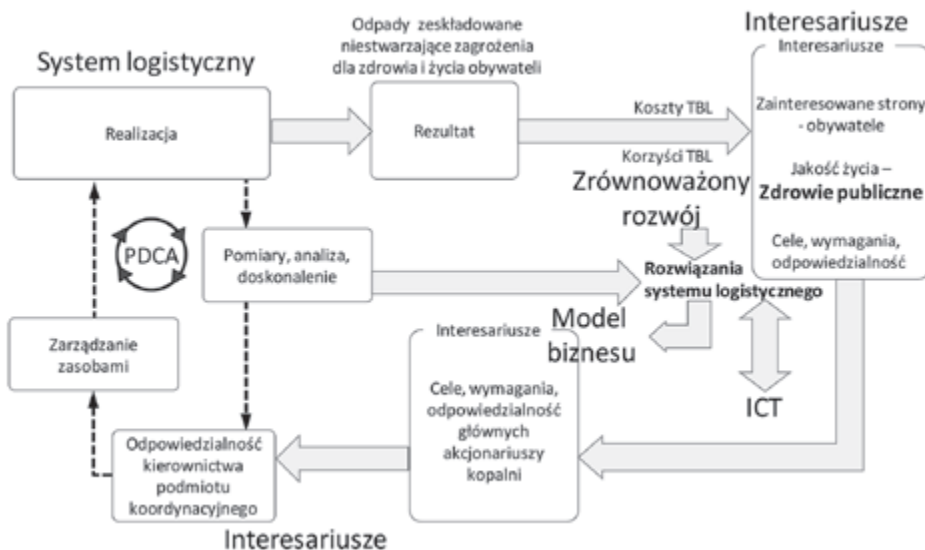 Interesariusze
Interesariusze
Odpady zeskładowane
niestwarzające zagrożenia
dla zdrowia i życia obywateli
System logistyczny
Realizacja
Rezultat
Koszty TBL
Korzyści TBL
Zainteresowane strony
- obywatele
Jakość życia –
Zdrowie publiczne
Cele, wymagania,
odpowiedzialność
Zrównoważony
rozwój
PDCA
Pomiary, analiza,
doskonalenie
Rozwiązania
systemu logistycznego
Model
biznesu
ICT
Zarządzanie
zasobami
Interesariusze
Cele, wymagania,
odpowiedzialność
głównych
akcjonariuszy
kopalni
Odpowiedzialność
kierownictwa
podmiotu
koordynacyjnego
Interesariusze